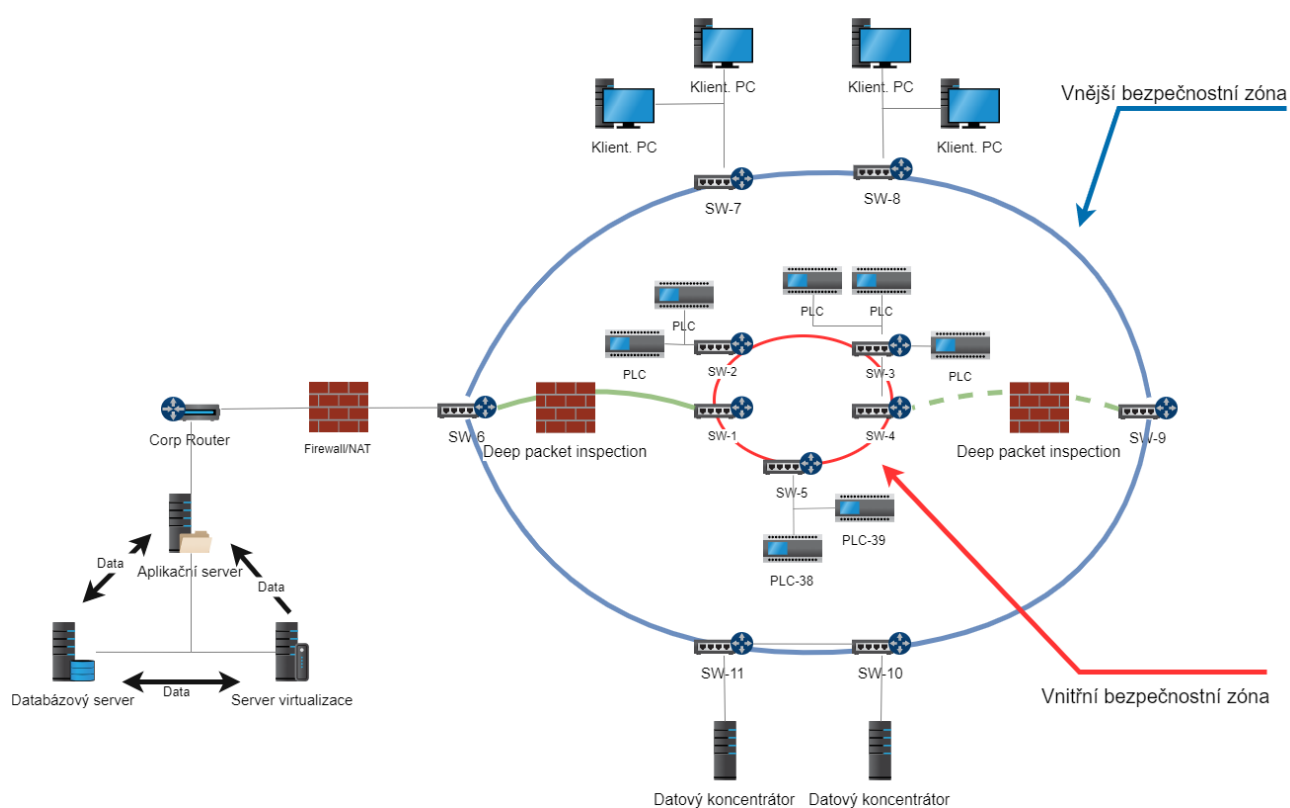 Klient. PC
Klient. PC
Klient. PC
Klient. PC
Vnější bezpečnostní zóna
SW-7
SW-8
PLC
PLC
PLC
SW-2
PLC
SW-3
PLC
Corp Router
Firewall/NAT
SW-6
Deep packet inspection
SW-1
SW-4
Deep packet inspection
SW-9
SW-5
PLC-39
PLC-38
Aplikační server
Data
Data
Databázový server
Data
Server virtualizace
SW-11
SW-10
Vnitřní bezpečnostní zóna
Datový koncentrátor
Datový koncentrátor